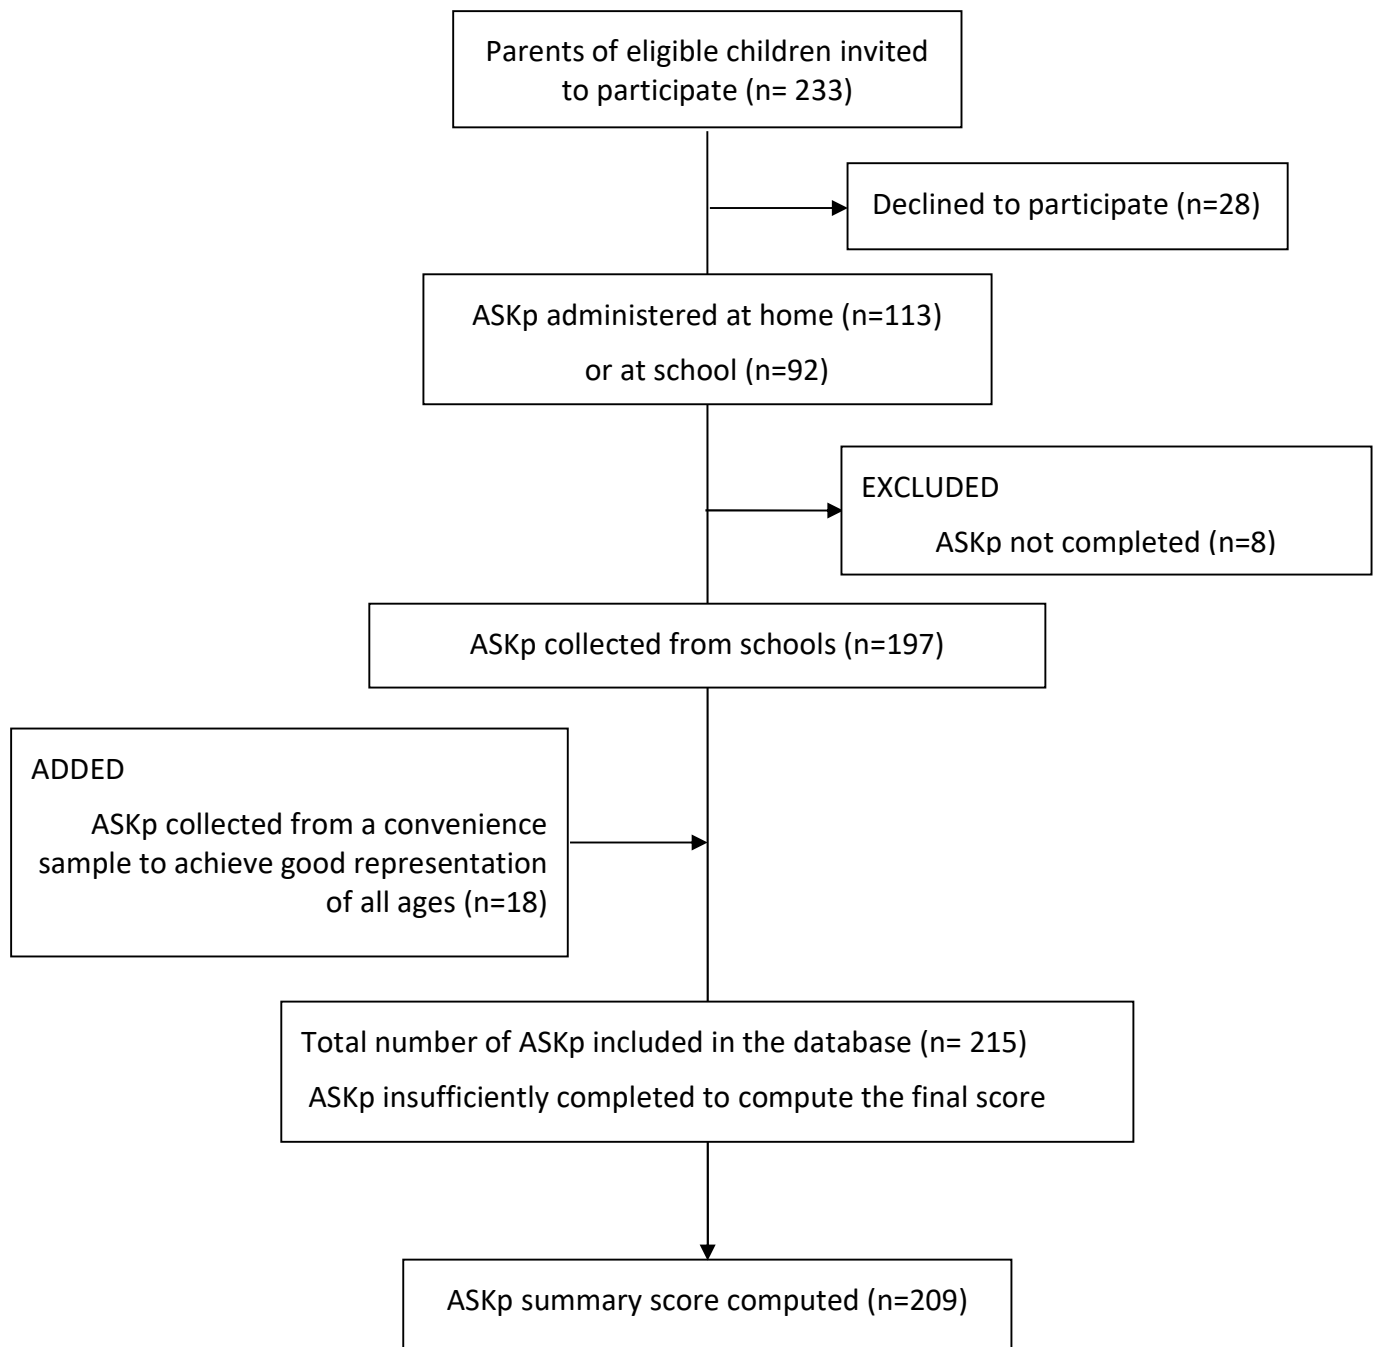 Parents of eligible children invited
to participate (n= 233)
Declined to participate (n=28)
ASKp administered at home (n=113)
or at school (n=92)
EXCLUDED
ASKp not completed (n=8)
ASKp collected from schools (n=197)
ADDED
ASKp collected from a convenience
sample to achieve good representation
of all ages (n=18)
Total number of ASKp included in the database (n= 215)
ASKp insufficiently completed to compute the final score
ASKp summary score computed (n=209)